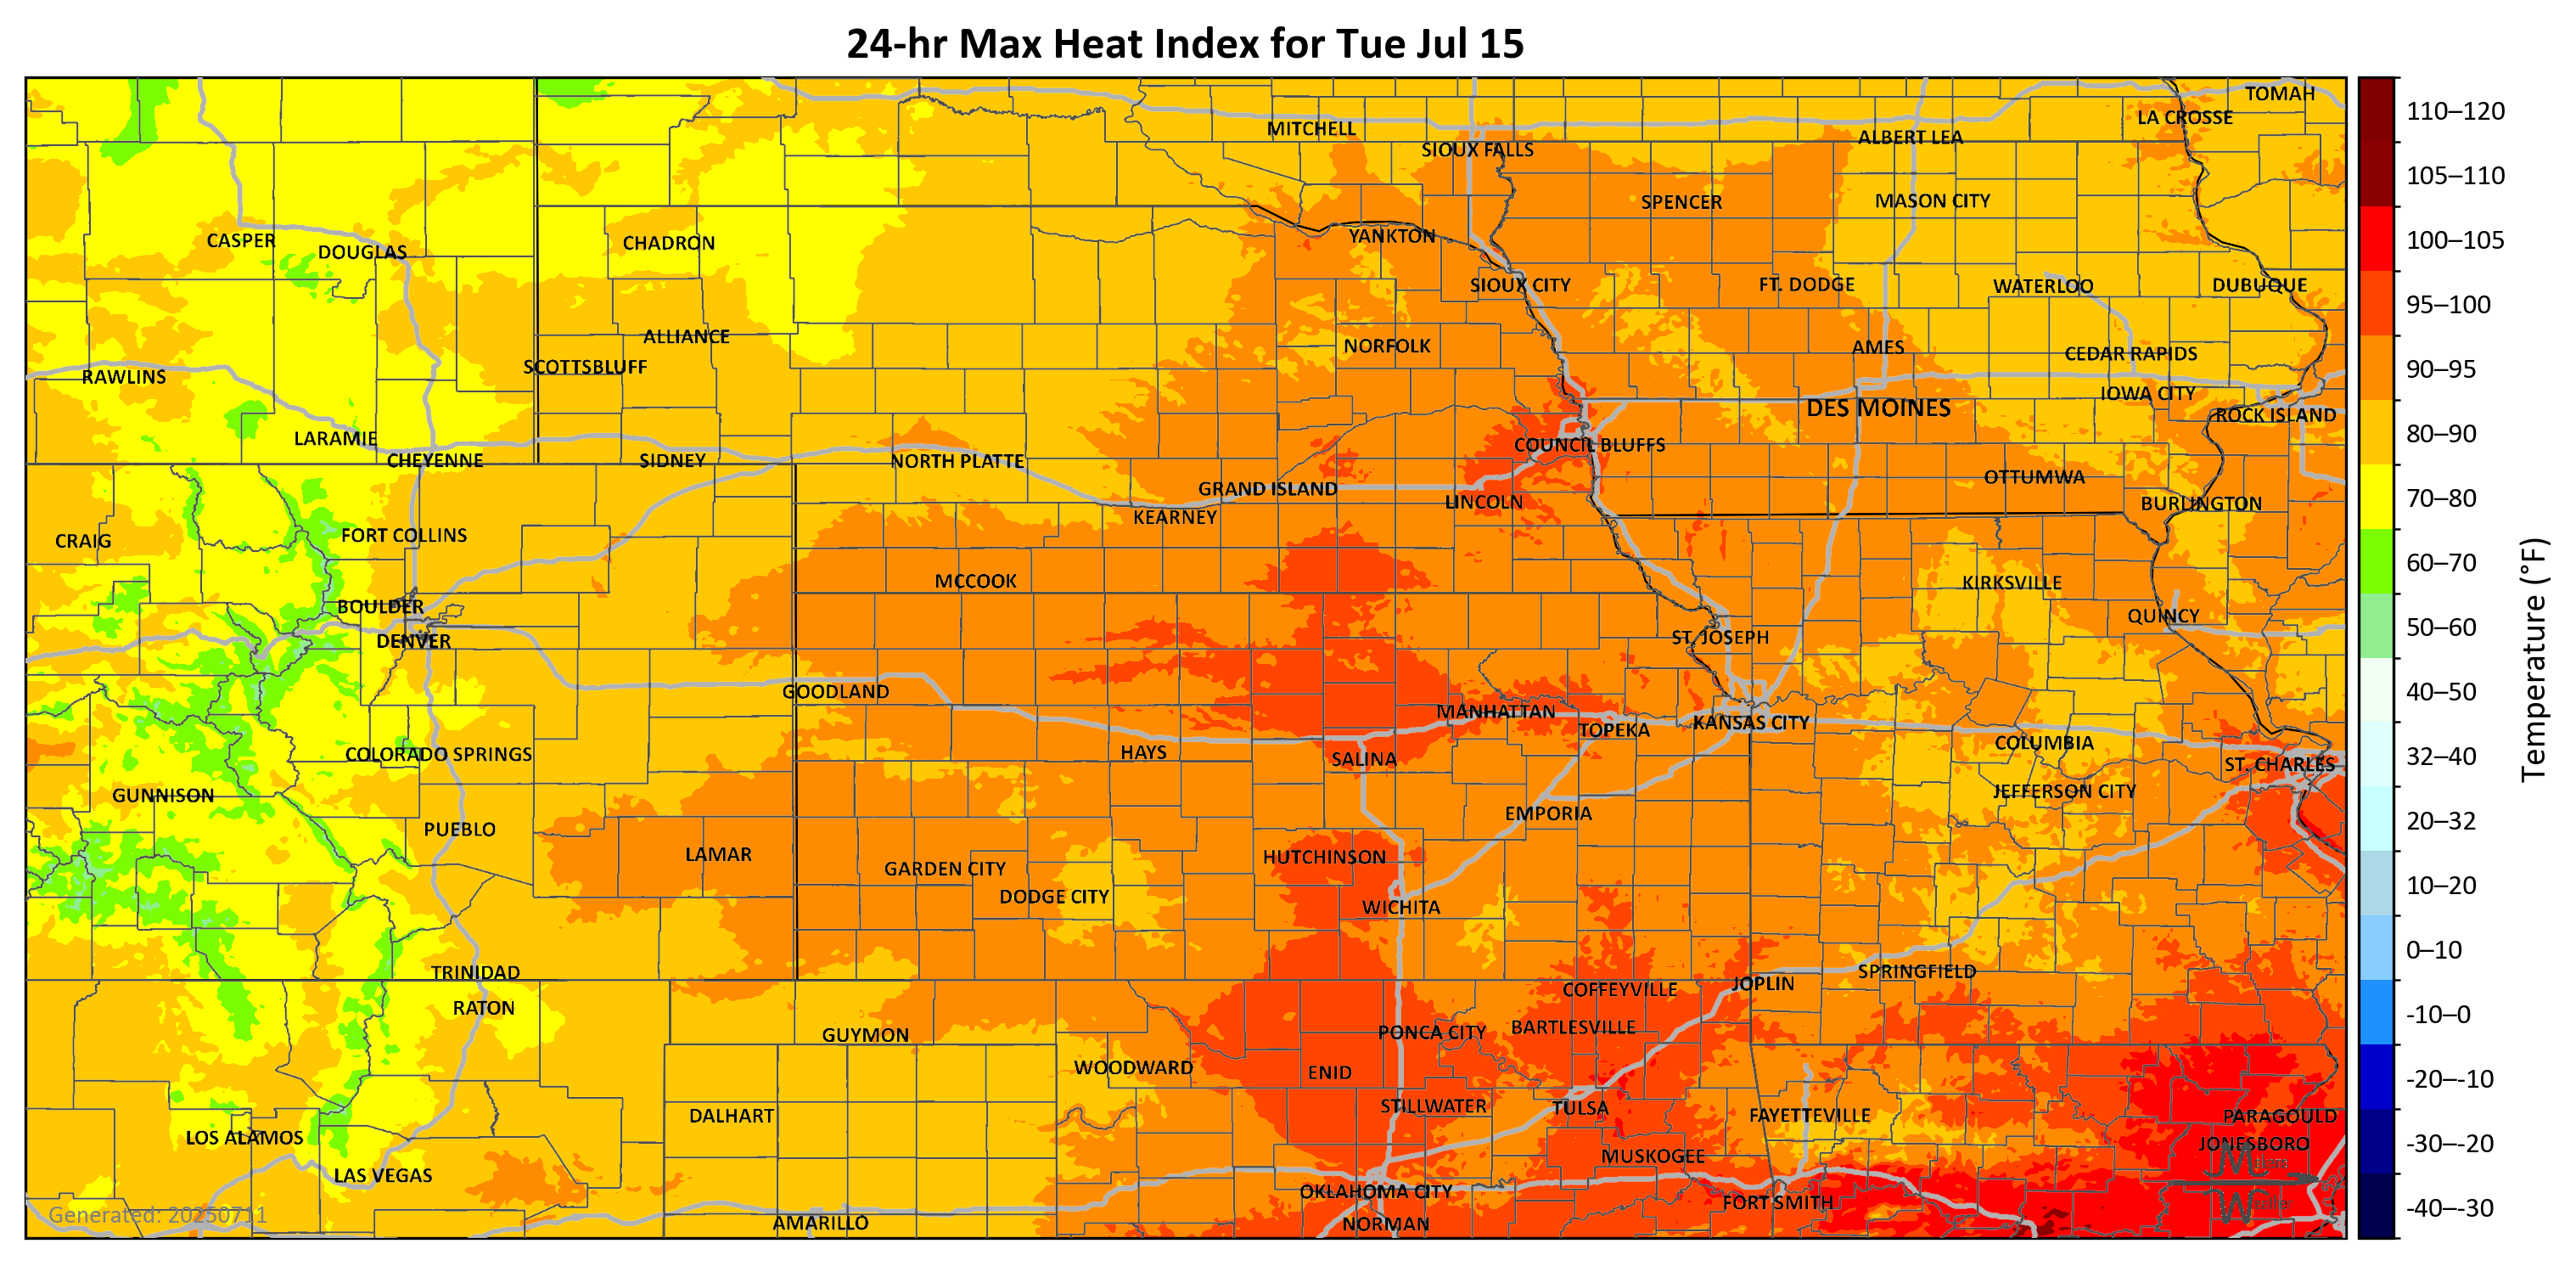 24-hr Max Heat Index for Tue Jul 15
TOMAH
LA CROSSE
MITCHELL
ALBERT LEA
SIOUX FALLS
SPENCER
MASON CITY
YANKTON
CASPER
CHADRON
DOUGLAS
SIOUX CITY
FT. DODGE
WATERLOO
DUBUQUE
ALLIANCE
NORFOLK
AMES
CEDAR RAPIDS
SCOTTSBLUFF
RAWLINS
IOWA CITY
DES MOINES
ROCK ISLAND
LARAMIE
COUNCIL BLUFFS
CHEYENNE
SIDNEY
NORTH PLATTE
OTTUMWA
GRAND ISLAND
LINCOLN
BURLINGTON
KEARNEY
FORT COLLINS
CRAIG
MCCOOK
KIRKSVILLE
BOULDER
QUINCY
DENVER
ST. JOSEPH
GOODLAND
MANHATTAN
KANSAS CITY
TOPEKA
COLUMBIA
COLORADO SPRINGS
HAYS
SALINA
ST. CHARLES
GUNNISON
JEFFERSON CITY
EMPORIA
PUEBLO
LAMAR
HUTCHINSON
GARDEN CITY
DODGE CITY
WICHITA
TRINIDAD
SPRINGFIELD
JOPLIN
COFFEYVILLE
RATON
BARTLESVILLE
PONCA CITY
GUYMON
WOODWARD
ENID
STILLWATER
TULSA
DALHART
FAYETTEVILLE
PARAGOULD
LOS ALAMOS
JONESBORO
MUSKOGEE
LAS VEGAS
OKLAHOMA CITY
FORT SMITH
AMARILLO
NORMAN
Generated: 20250711
110–120
105–110
100–105
95–100
90–95
80–90
70–80
60–70
50–60
40–50
32–40
20–32
10–20
0–10
-10–0
-20–-10
-30–-20
-40–-30
Temperature (°F)